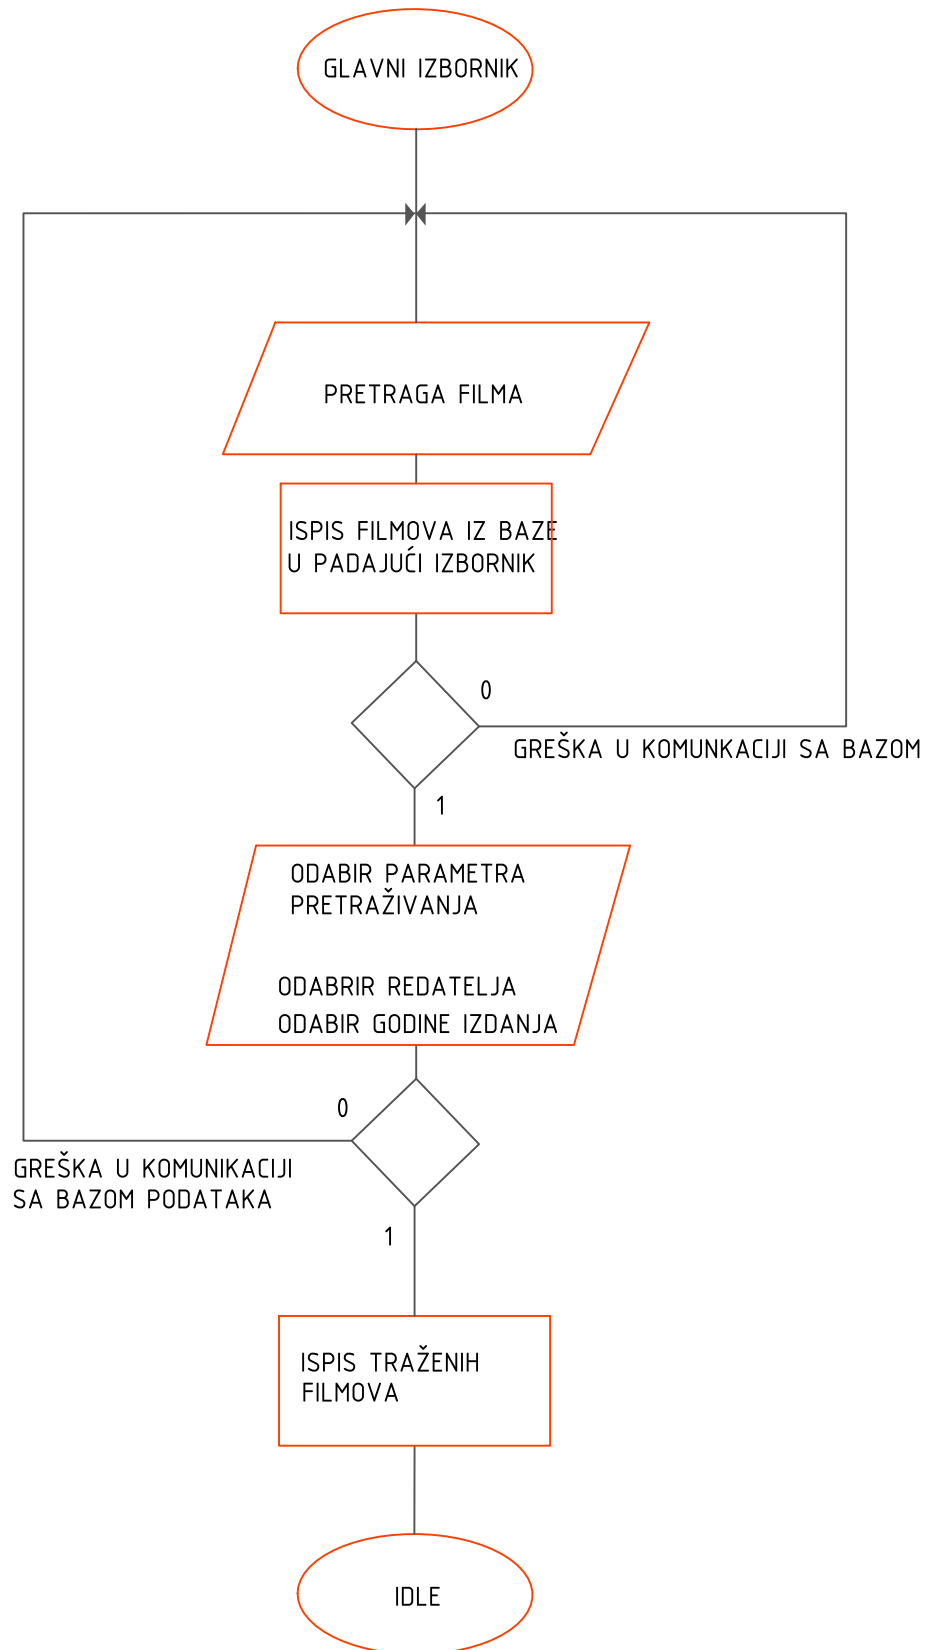 GLAVNI IZBORNIK
PRETRAGA FILMA
ISPIS FILMOVA IZ BAZE
U PADAJUĆI IZBORNIK
0
GREŠKA U KOMUNKACIJI SA BAZOM
1
ODABIR PARAMETRA
PRETRAŽIVANJA
ODABRIR REDATELJA
ODABIR GODINE IZDANJA
0
GREŠKA U KOMUNIKACIJI
SA BAZOM PODATAKA
1
ISPIS TRAŽENIH
FILMOVA
IDLE